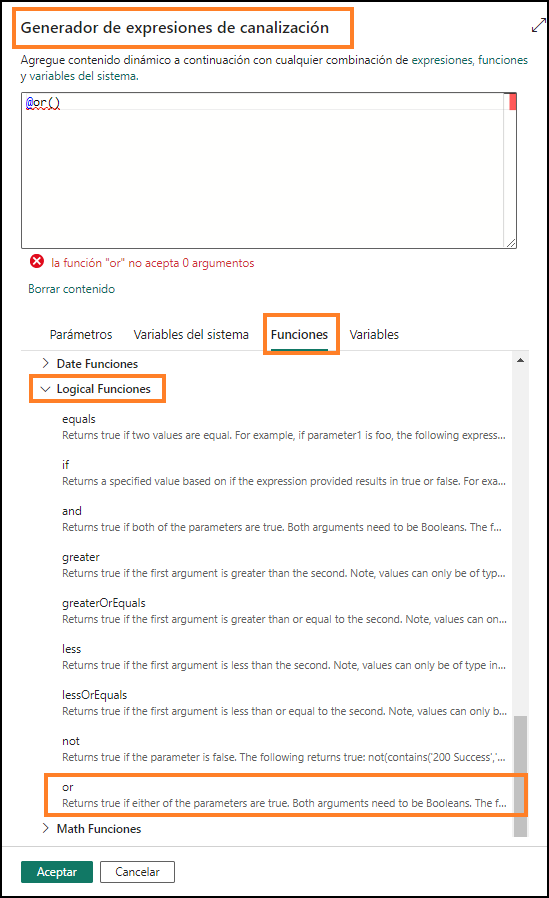 Generador de expresiones de canalización
Agregue contenido dinámico a continuación con cualquier combinación de expresiones, funciones
y variables del sistema.
@or()
la función "or" no acepta 0 argumentos
Borrar contenido
Parámetros Variables del sistema Funciones Variables
Date Funciones
Logical Funciones
equals
Returns true if two values are equal. For example, if parameter1 is foo, the following express...
if
Returns a specified value based on if the expression provided results in true or false. For exa...
and
Returns true if both of the parameters are true. Both arguments need to be Booleans. The f...
greater
Returns true if the first argument is greater than the second. Note, values can only be of typ...
greaterOrEquals
Returns true if the first argument is greater than or equal to the second. Note, values can on...
less
Returns true if the first argument is less than the second. Note, values can only be of type in...
lessOrEquals
Returns true if the first argument is less than or equal to the second. Note, values can only b...
not
Returns true if the parameter is false. The following returns true: not(contains('200 Success','...
or
Returns true if either of the parameters are true. Both arguments need to be Booleans. The f...
Math Funciones
Aceptar Cancelar